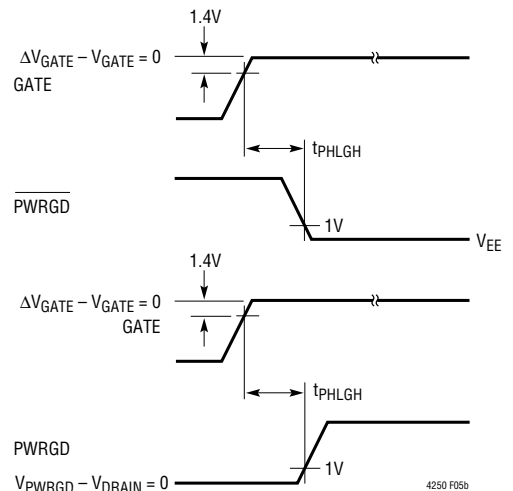 1.4V
ΔVGATE – VGATE = 0
GATE
tPHLGH
PWRGD
1V
VEE
1.4V
ΔVGATE – VGATE = 0
GATE
tPHLGH
PWRGD
1V
VPWRGD – VDRAIN = 0
4250 F05b